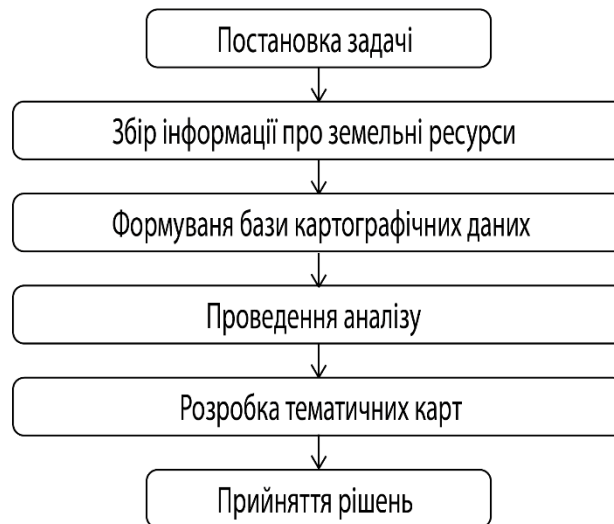 Постановка задачі
Збір інформації про земельні ресурси
Формуваня бази картографічних даних
Проведення аналізу
Розробка тематичних карт
Прийняття рішень